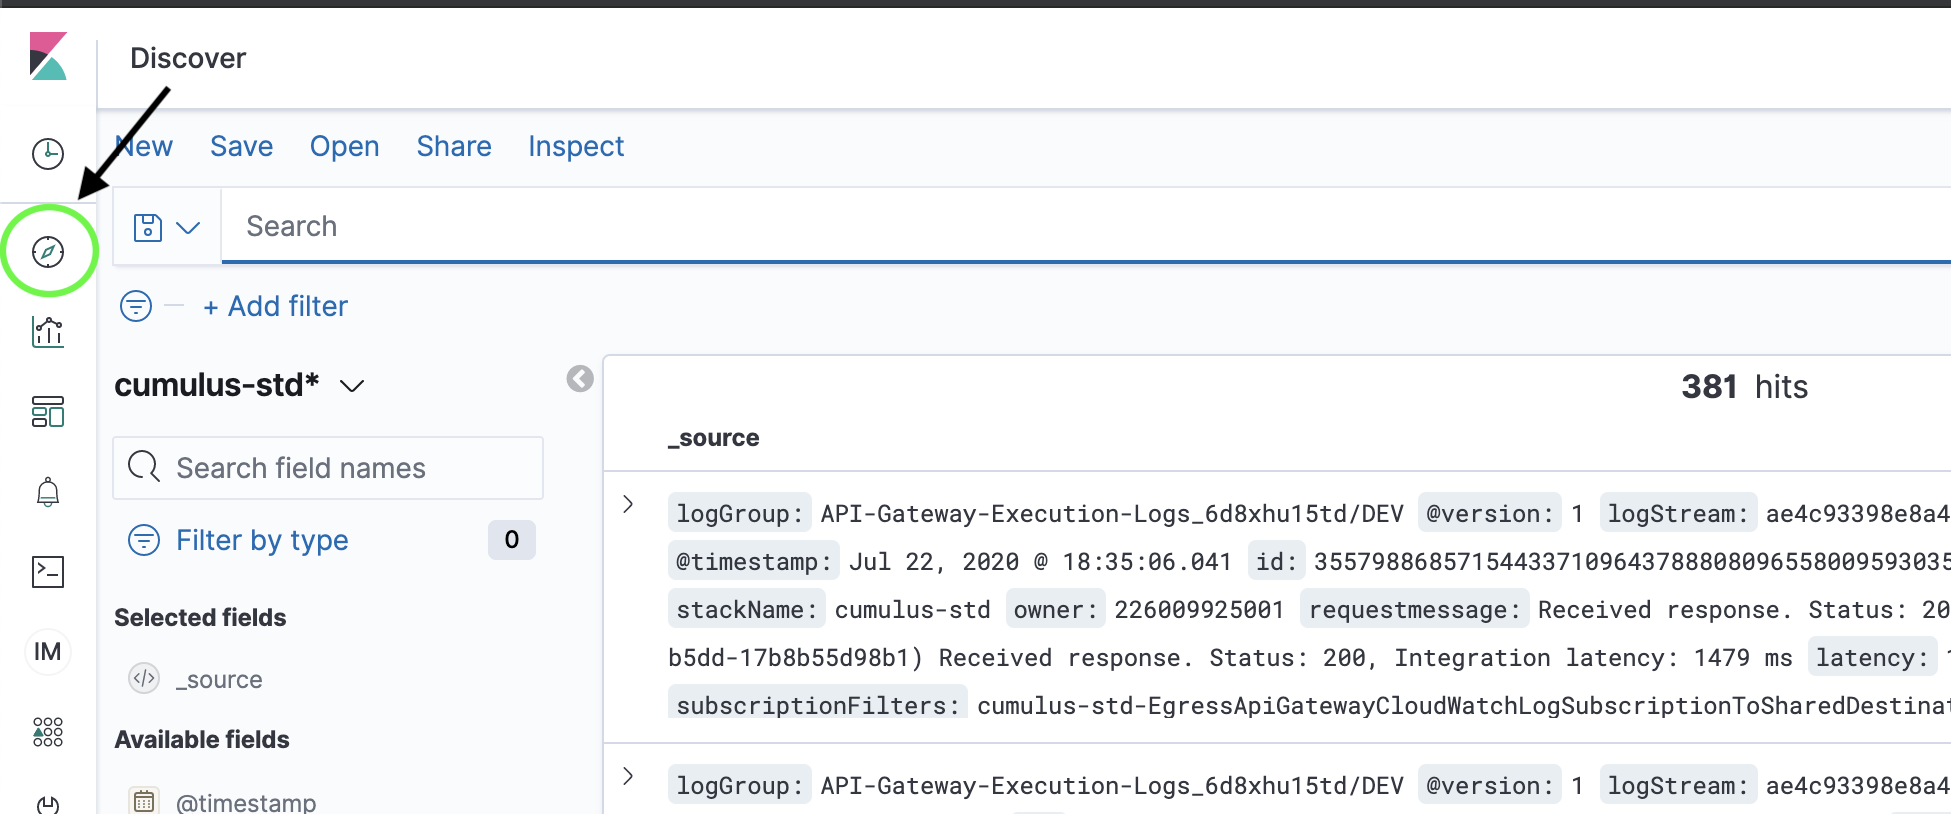 Discover
New Save Open Share Inspect
Search
+ Add filter
cumulus-std*
Search field names
Filter by type 0
Selected fields
_source
Available fields
@timestamp
IM
381 hits
_source
logGroup: API-Gateway-Execution-Logs_6d8xhu15td/DEV @version: 1 logStream: ae4c93398e8a4
@timestamp: Jul 22, 2020 @ 18:35:06.041 id: 355798868571544337109643788808096558009593035
stackName: cumulus-std owner: 226009925001 requestmessage: Received response. Status: 20
b5dd-17b8b55d98b1) Received response. Status: 200, Integration latency: 1479 ms latency: 1
subscriptionFilters: cumulus-std-EgressApiGatewayCloudWatchLogSubscriptionToSharedDestinat
logGroup: API-Gateway-Execution-Logs_6d8xhu15td/DEV @version: 1 logStream: ae4c93398e8a4